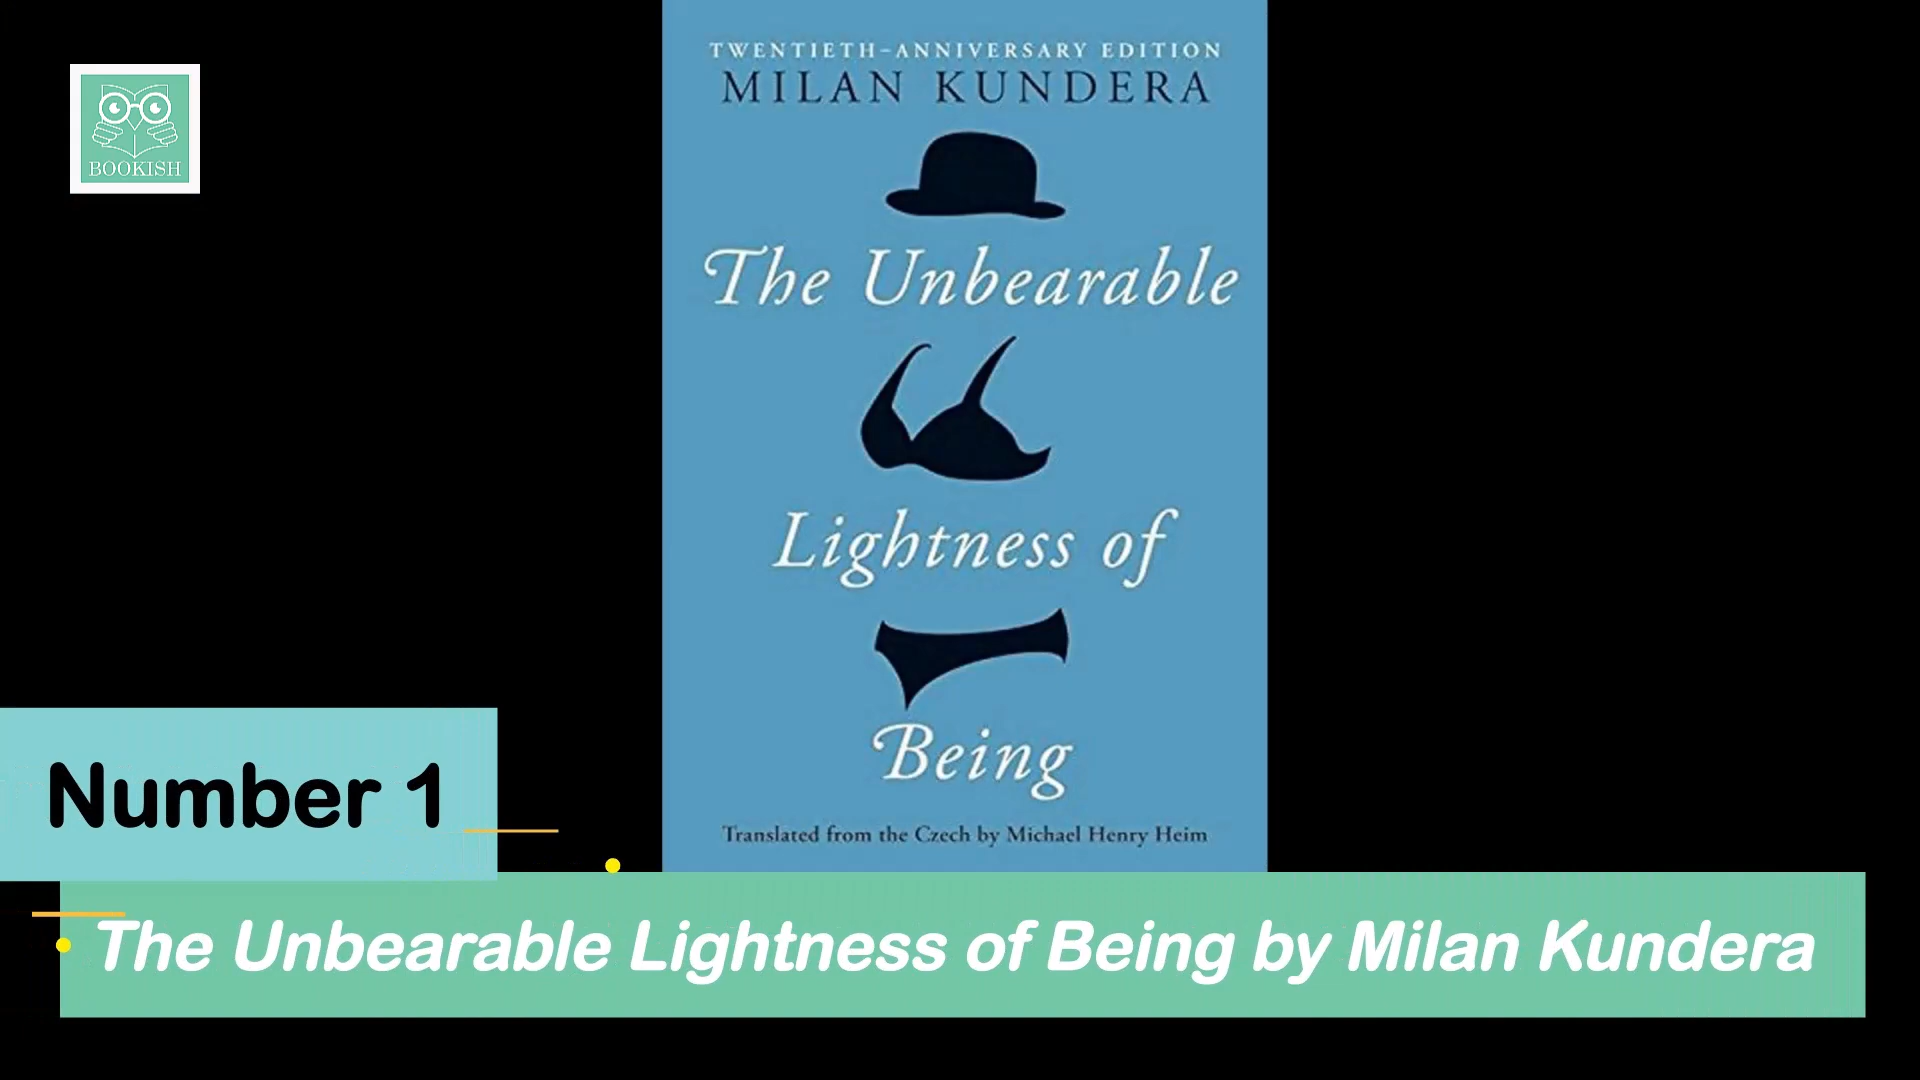 BOOKISH
TWENTIETH-ANNIVERSARY EDITION
MILAN KUNDERA
The Unbearable
Lightness of
Being
Translated from the Czech by Michael Henry Heim
Number 1
The Unbearable Lightness of Being by Milan Kundera